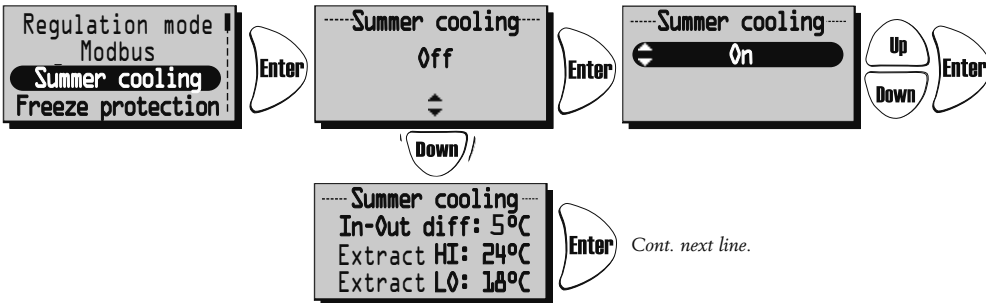 Regulation mode
Modbus
Summer cooling
Freeze protection
Enter
Summer cooling
Off
Enter
Summer cooling
On
Up
Down
Enter
Down
Summer cooling
In-Out diff: 5°C
Extract HI: 24°C
Extract LO: 18°C
Enter
Cont. next line.